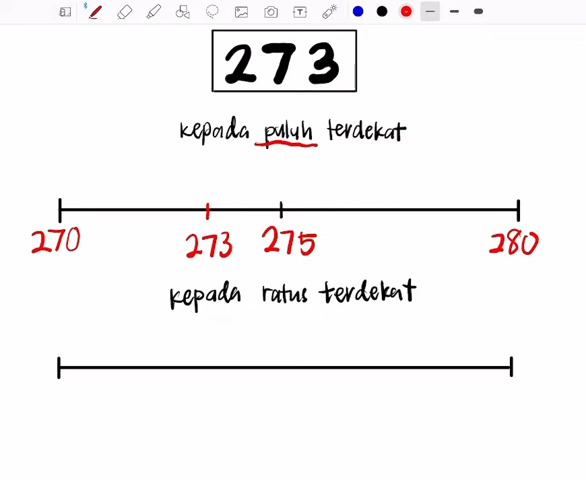 273
kepada puluh terdekat
270 273 275 280
kepada ratus terdekat